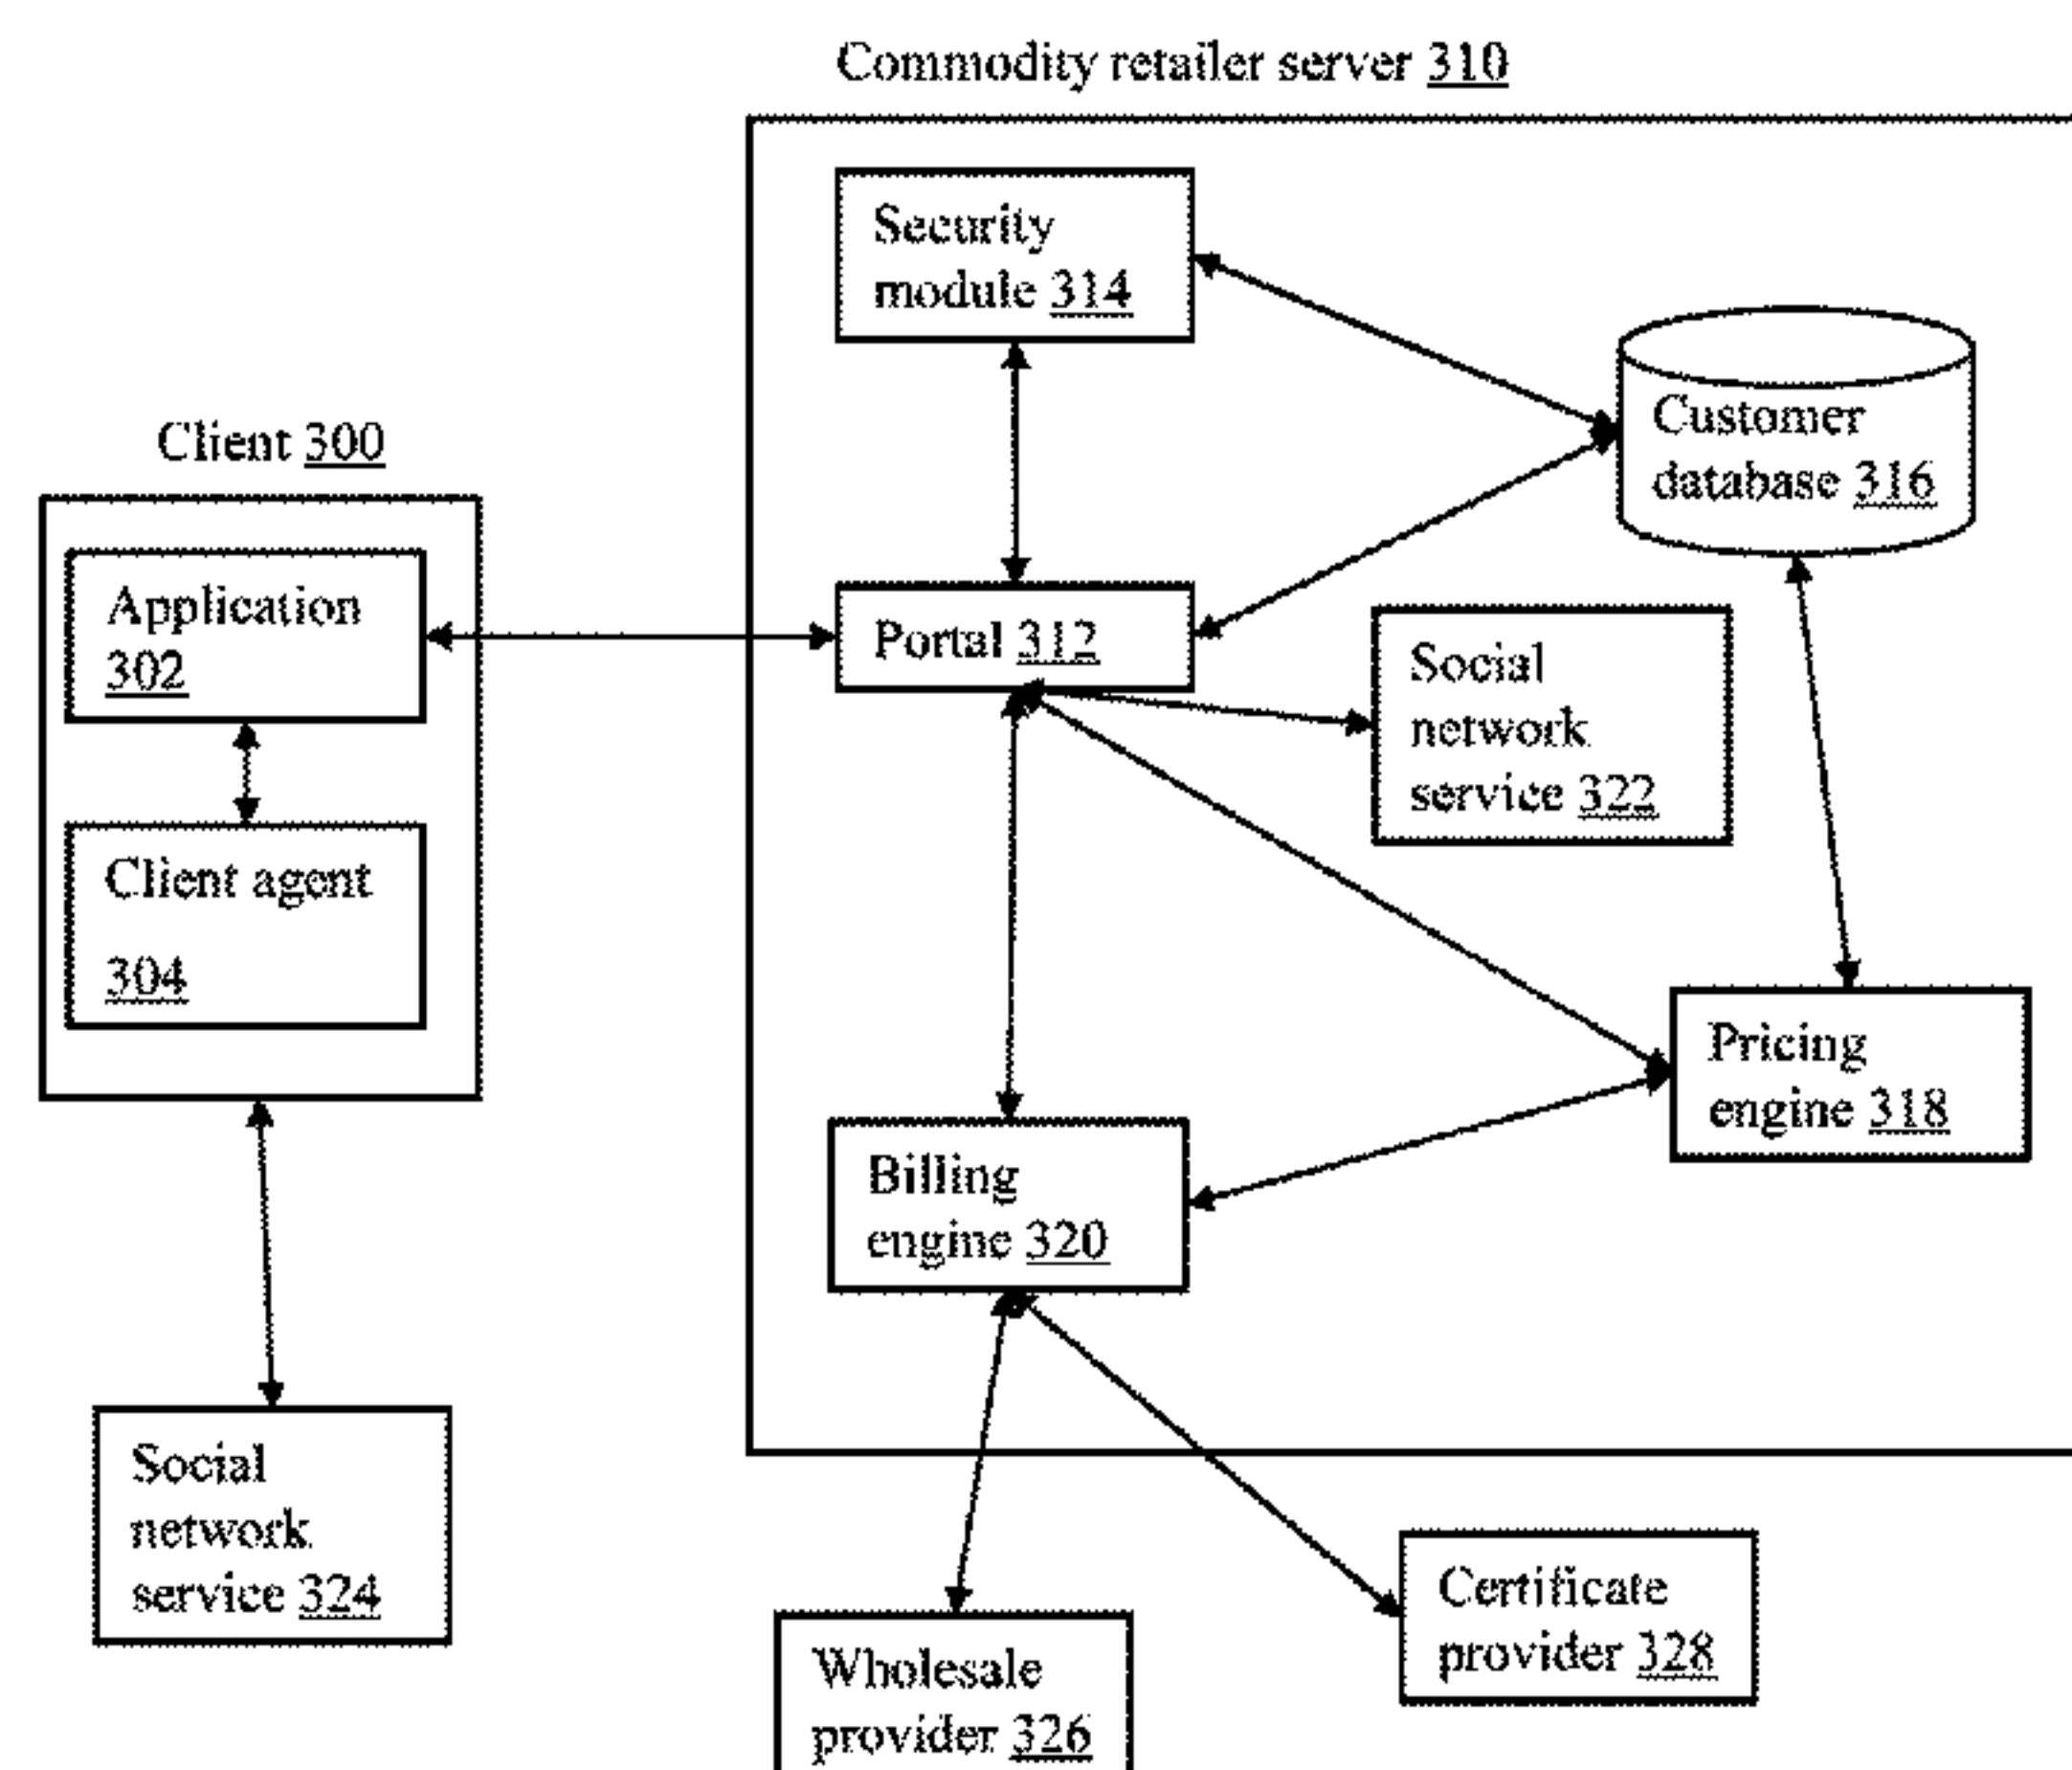 Commodity retailer server 310
Security
module 314
Customer
database 316
Client 300
Application
302
Portal 312
Social
network
service 322
Client agent
304
Pricing
engine 318
Billing
engine 320
Social
network
service 324
Certificate
provider 328
Wholesale
provider 326